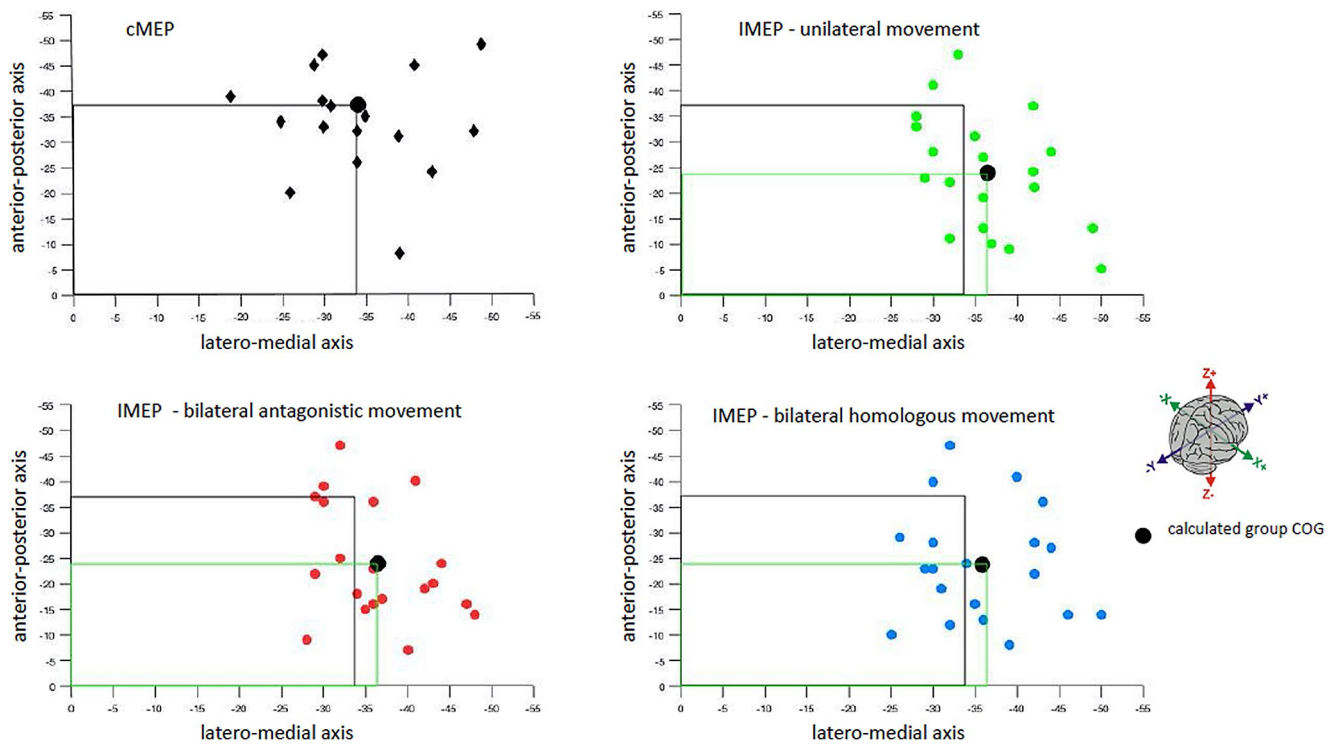 cMEP
anterior-posterior axis
-55
-50
-45
-40
-35
-30
-25
-20
-15
-10
-5
0
0 -5 -10 -15 -20 -25 -30 -35 -40 -45 -50 -55
latero-medial axis
IMEP - unilateral movement
anterior-posterior axis
-55
-50
-45
-40
-35
-30
-25
-20
-15
-10
-5
0
0 -5 -10 -15 -20 -25 -30 -35 -40 -45 -50 -55
latero-medial axis
IMEP - bilateral antagonistic movement
anterior-posterior axis
-55
-50
-45
-40
-35
-30
-25
-20
-15
-10
-5
0
0 -5 -10 -15 -20 -25 -30 -35 -40 -45 -50 -55
latero-medial axis
IMEP - bilateral homologous movement
anterior-posterior axis
-55
-50
-45
-40
-35
-30
-25
-20
-15
-10
-5
0
0 -5 -10 -15 -20 -25 -30 -35 -40 -45 -50 -55
latero-medial axis
Z+
-X Y+
-Y X+
Z-
calculated group COG